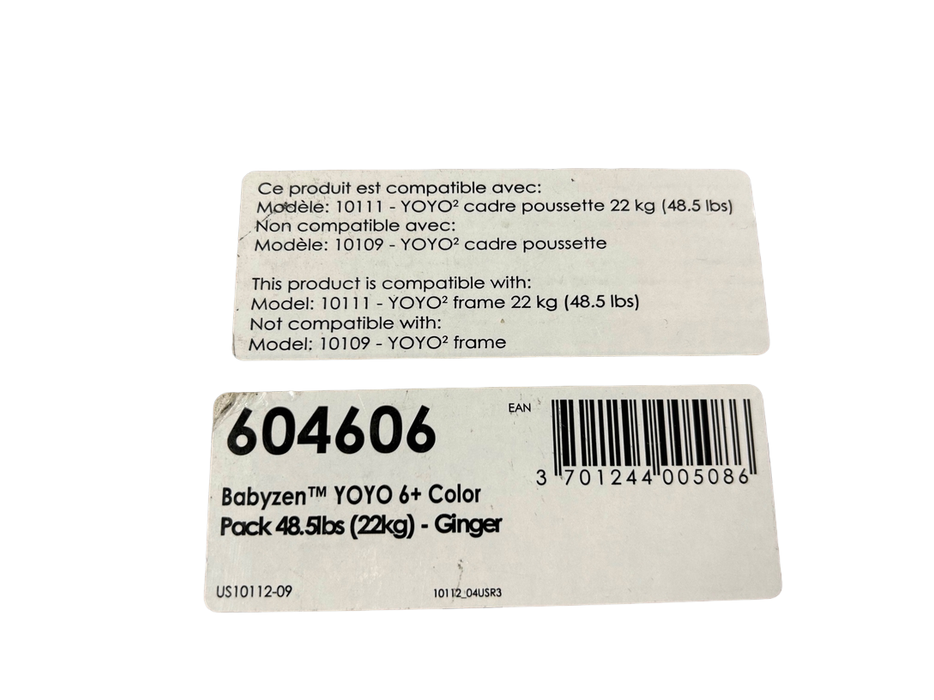 Ce produit est compatible avec:
Modèle: 10111 - YOYO² cadre poussette 22 kg (48.5 lbs)
Non compatible avec:
Modèle: 10109 - YOYO² cadre poussette
This product is compatible with:
Model: 10111 - YOYO² frame 22 kg (48.5 lbs)
Not compatible with:
Model: 10109 - YOYO² frame
604606
EAN
3 701244 005086
Babyzen™ YOYO 6+ Color
Pack 48.5lbs (22kg) - Ginger
US10112-09
10112_04USR3